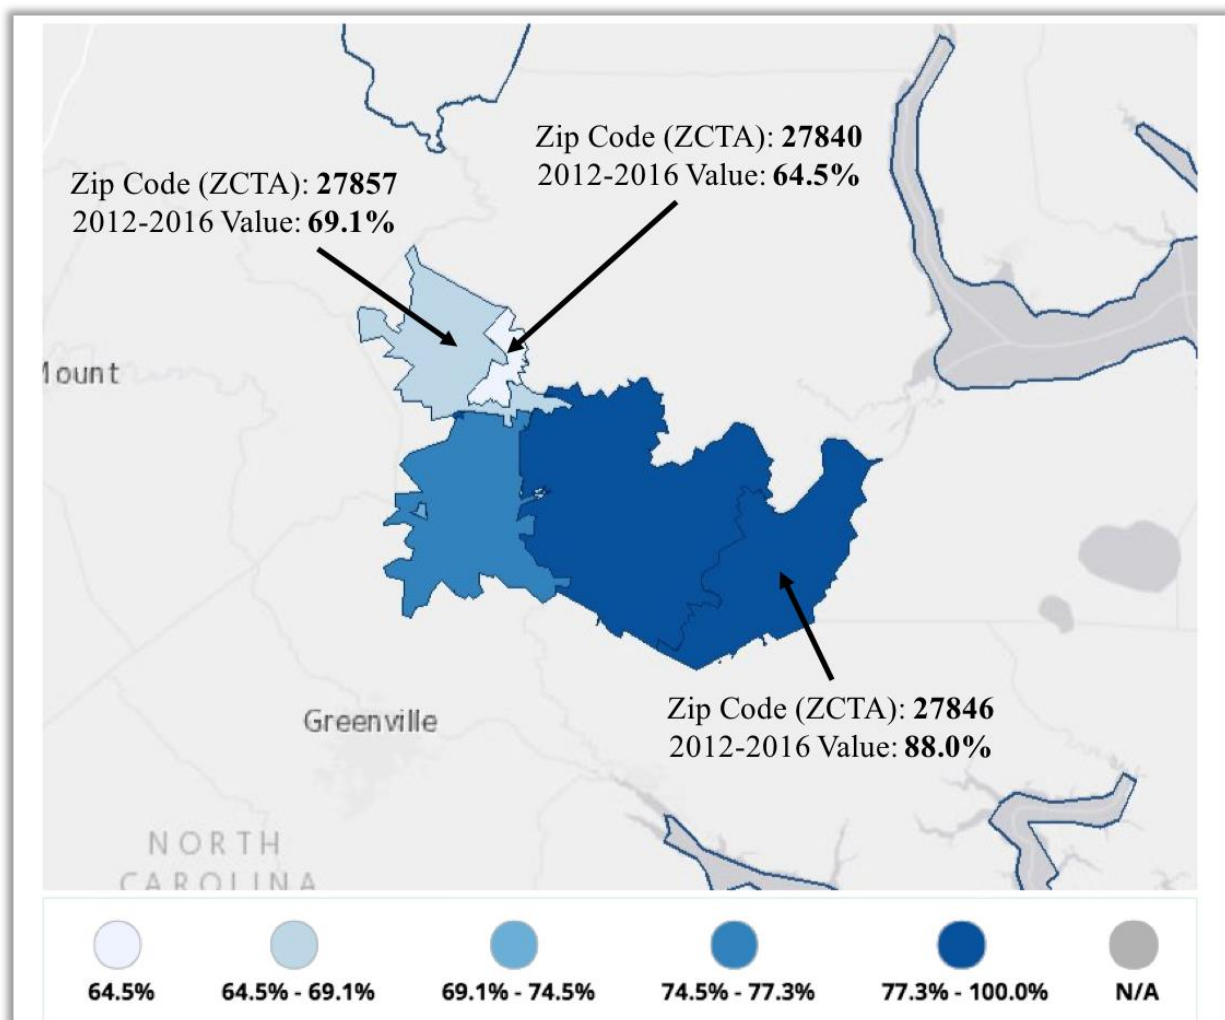 Zip Code (ZCTA): 27840
2012-2016 Value: 64.5%
Zip Code (ZCTA): 27857
2012-2016 Value: 69.1%
Mount
Greenville
Zip Code (ZCTA): 27846
2012-2016 Value: 88.0%
NORTH
CAROLINA
64.5%
64.5% - 69.1%
69.1% - 74.5%
74.5% - 77.3%
77.3% - 100.0%
N/A